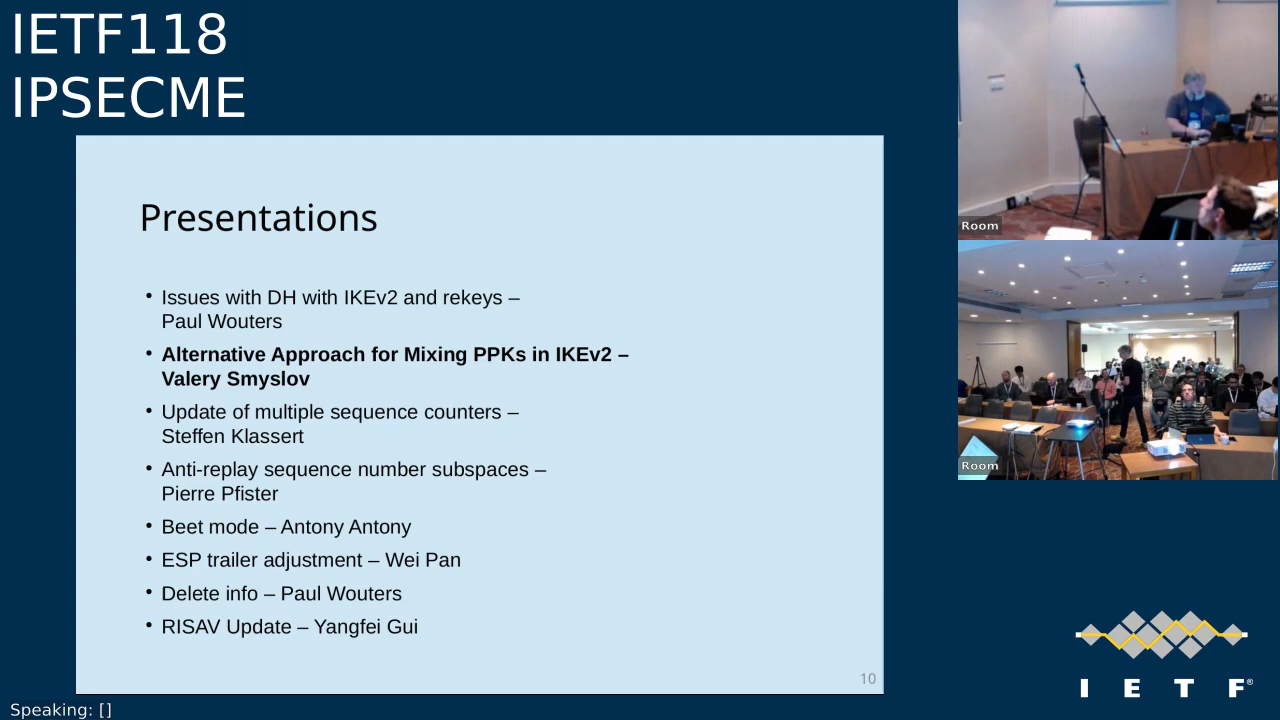 IETF118
IPSECME
Presentations
• Issues with DH with IKEv2 and rekeys –
Paul Wouters
• Alternative Approach for Mixing PPKs in IKEv2 –
Valery Smyslov
• Update of multiple sequence counters –
Steffen Klassert
• Anti-replay sequence number subspaces –
Pierre Pfister
• Beet mode – Antony Antony
• ESP trailer adjustment – Wei Pan
• Delete info – Paul Wouters
• RISAV Update – Yangfei Gui
10
Room
Room
I E T F®
Speaking: []